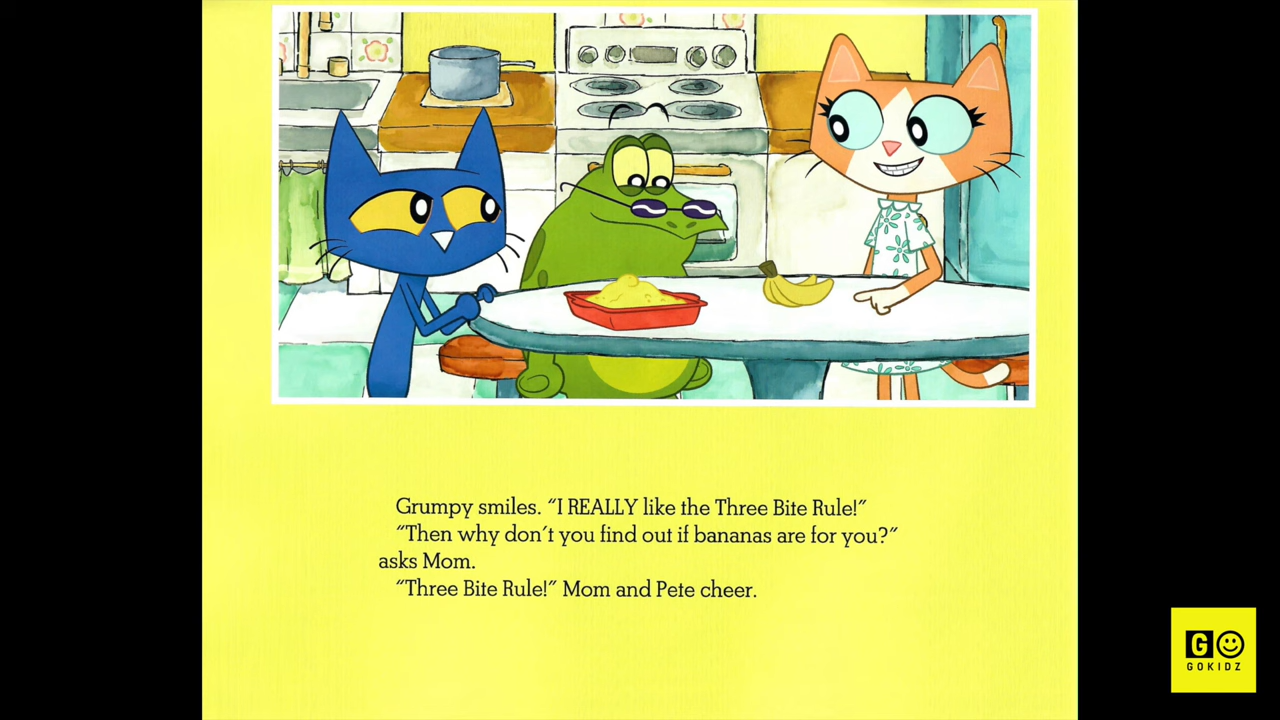 Grumpy smiles. “I REALLY like the Three Bite Rule!”
“Then why don’t you find out if bananas are for you?”
asks Mom.
“Three Bite Rule!” Mom and Pete cheer.
G
GOKIDZ